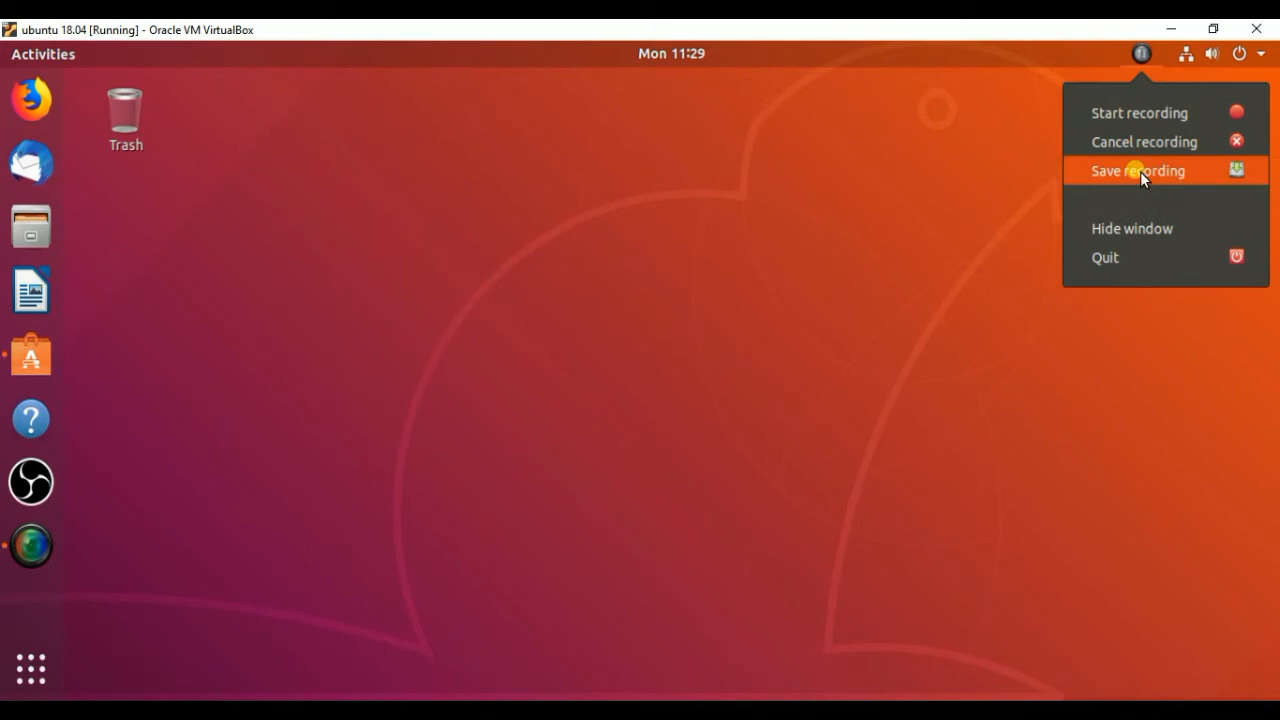 ubuntu 18.04 [Running] - Oracle VM VirtualBox
Activities
Mon 11:29
Start recording
Cancel recording
Save recording
Hide window
Quit
Trash